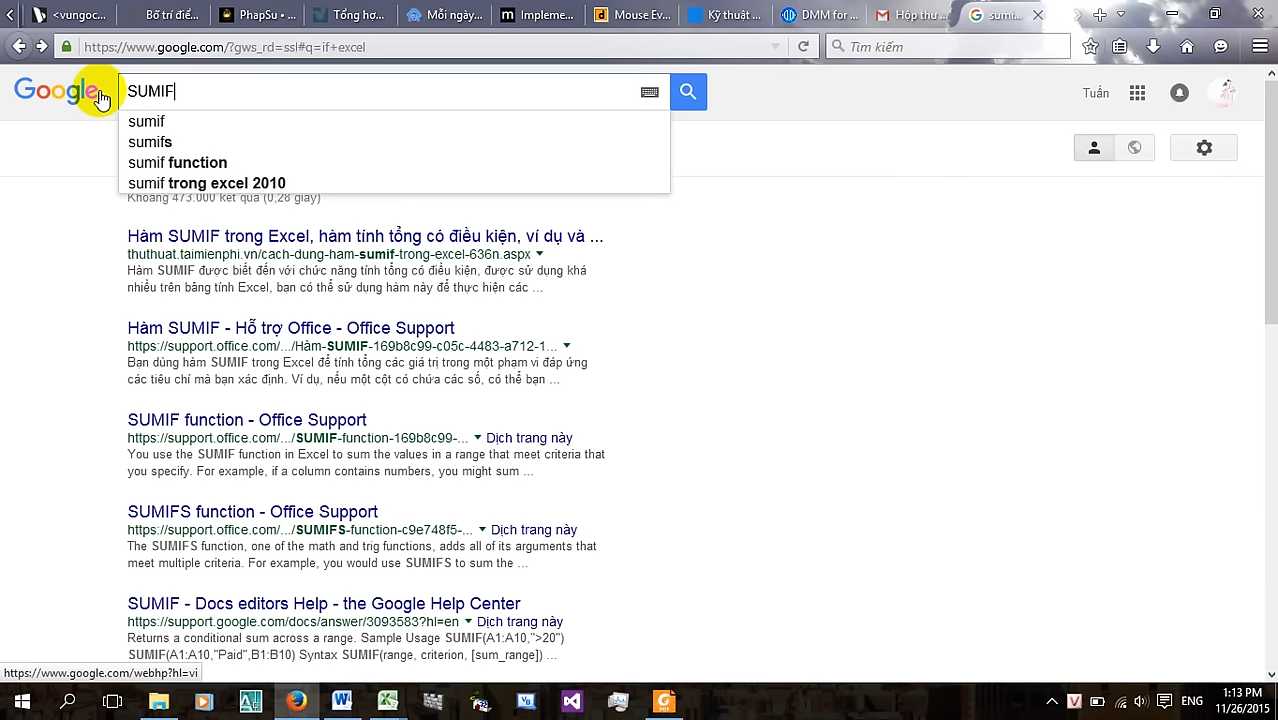 <vungoc...
Bố trí điể...
PhapSu - ...
Tổng hợ...
Mỗi ngày...
Impleme...
Mouse Ev...
Kỹ thuật ...
DMM for ...
Hộp thư ...
sumi...
https://www.google.com/?gws_rd=ssl#q=if+excel
Tìm kiếm
Google
SUMIF
Tuấn
sumif
sumifs
sumif function
sumif trong excel 2010
Khoảng 473.000 kết quả (0,28 giây)
Hàm SUMIF trong Excel, hàm tính tổng có điều kiện, ví dụ và ...
thuthuat.taimienphi.vn/cach-dung-ham-sumif-trong-excel-636n.aspx
Hàm SUMIF được biết đến với chức năng tính tổng có điều kiện, được sử dụng khá
nhiều trên bảng tính Excel, bạn có thể sử dụng hàm này để thực hiện các ...
Hàm SUMIF - Hỗ trợ Office - Office Support
https://support.office.com/.../Hàm-SUMIF-169b8c99-c05c-4483-a712-1...
Bạn dùng hàm SUMIF trong Excel để tính tổng các giá trị trong một phạm vi đáp ứng
các tiêu chí mà bạn xác định. Ví dụ, nếu một cột có chứa các số, có thể bạn ...
SUMIF function - Office Support
https://support.office.com/.../SUMIF-function-169b8c99-... Dịch trang này
You use the SUMIF function in Excel to sum the values in a range that meet criteria that
you specify. For example, if a column contains numbers, you might sum ...
SUMIFS function - Office Support
https://support.office.com/.../SUMIFS-function-c9e748f5-... Dịch trang này
The SUMIFS function, one of the math and trig functions, adds all of its arguments that
meet multiple criteria. For example, you would use SUMIFS to sum the ...
SUMIF - Docs editors Help - the Google Help Center
https://support.google.com/docs/answer/3093583?hl=en Dịch trang này
Returns a conditional sum across a range. Sample Usage SUMIF(A1:A10,">20")
SUMIF(A1:A10,"Paid",B1:B10) Syntax SUMIF(range, criterion, [sum_range]) ...
https://www.google.com/webhp?hl=vi
ENG
1:13 PM
11/26/2015